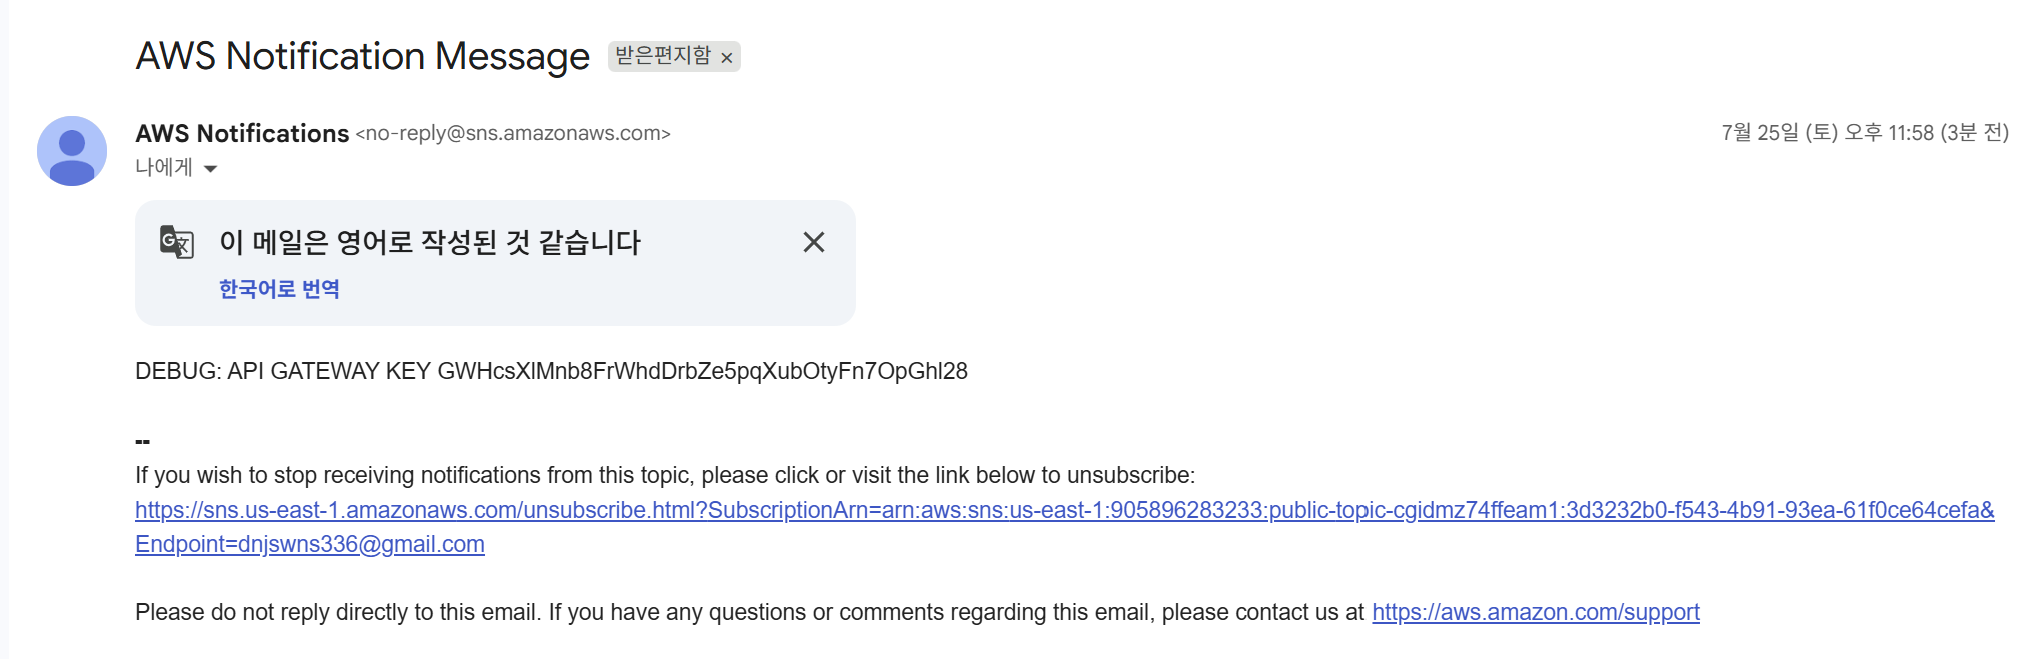 AWS Notification Message 받은편지함 ×
AWS Notifications <no-reply@sns.amazonaws.com> 7월 25일 (토) 오후 11:58 (3분 전)
나에게
이 메일은 영어로 작성된 것 같습니다
한국어로 번역
DEBUG: API GATEWAY KEY GWHcsXlMnb8FrWhdDrbZe5pqXubOtyFn7OpGhl28
--
If you wish to stop receiving notifications from this topic, please click or visit the link below to unsubscribe:
https://sns.us-east-1.amazonaws.com/unsubscribe.html?SubscriptionArn=arn:aws:sns:us-east-1:905896283233:public-topic-cgidmz74ffeam1:3d3232b0-f543-4b91-93ea-61f0ce64cefa&
Endpoint=dnjswns336@gmail.com
Please do not reply directly to this email. If you have any questions or comments regarding this email, please contact us at https://aws.amazon.com/support